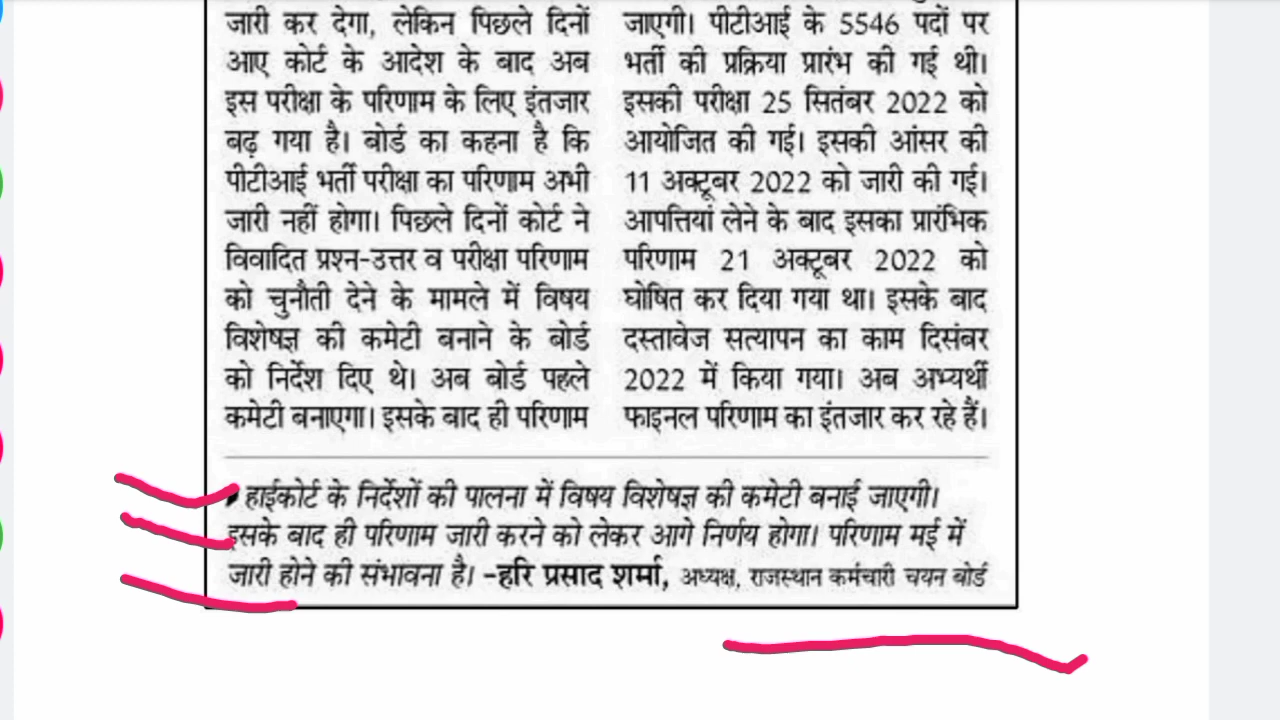 जारी कर देगा, लेकिन पिछले दिनों
आए कोर्ट के आदेश के बाद अब
इस परीक्षा के परिणाम के लिए इंतजार
बढ़ गया है। बोर्ड का कहना है कि
पीटीआई भर्ती परीक्षा का परिणाम अभी
जारी नहीं होगा। पिछले दिनों कोर्ट ने
विवादित प्रश्न-उत्तर व परीक्षा परिणाम
को चुनौती देने के मामले में विषय
विशेषज्ञ की कमेटी बनाने के बोर्ड
को निर्देश दिए थे। अब बोर्ड पहले
कमेटी बनाएगा। इसके बाद ही परिणाम
जाएगी। पीटीआई के 5546 पदों पर
भर्ती की प्रक्रिया प्रारंभ की गई थी।
इसकी परीक्षा 25 सितंबर 2022 को
आयोजित की गई। इसकी आंसर की
11 अक्टूबर 2022 को जारी की गई।
आपत्तियां लेने के बाद इसका प्रारंभिक
परिणाम 21 अक्टूबर 2022 को
घोषित कर दिया गया था। इसके बाद
दस्तावेज सत्यापन का काम दिसंबर
2022 में किया गया। अब अभ्यर्थी
फाइनल परिणाम का इंतजार कर रहे हैं।
हाईकोर्ट के निर्देशों की पालना में विषय विशेषज्ञ की कमेटी बनाई जाएगी।
इसके बाद ही परिणाम जारी करने को लेकर आगे निर्णय होगा। परिणाम मई में
जारी होने की संभावना है। -हरि प्रसाद शर्मा, अध्यक्ष, राजस्थान कर्मचारी चयन बोर्ड